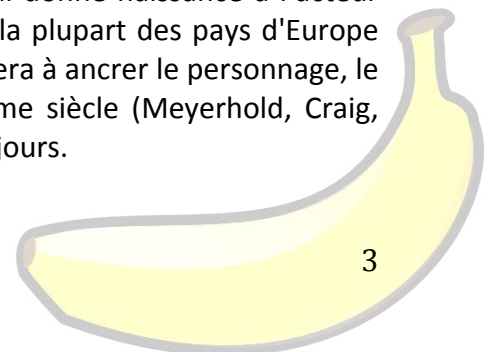 donne naissance à l'acteur
la plupart des pays d'Europe
era à ancrer le personnage, le
me siècle (Meyerhold, Craig,
jours.
3